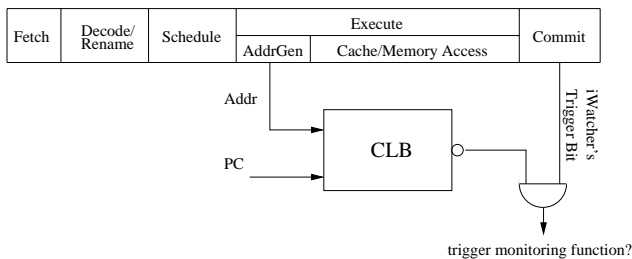 Fetch
Decode/
Rename
Schedule
Execute
AddrGen
Cache/Memory Access
Commit
Addr
PC
CLB
iWatcher's
Trigger Bit
trigger monitoring function?